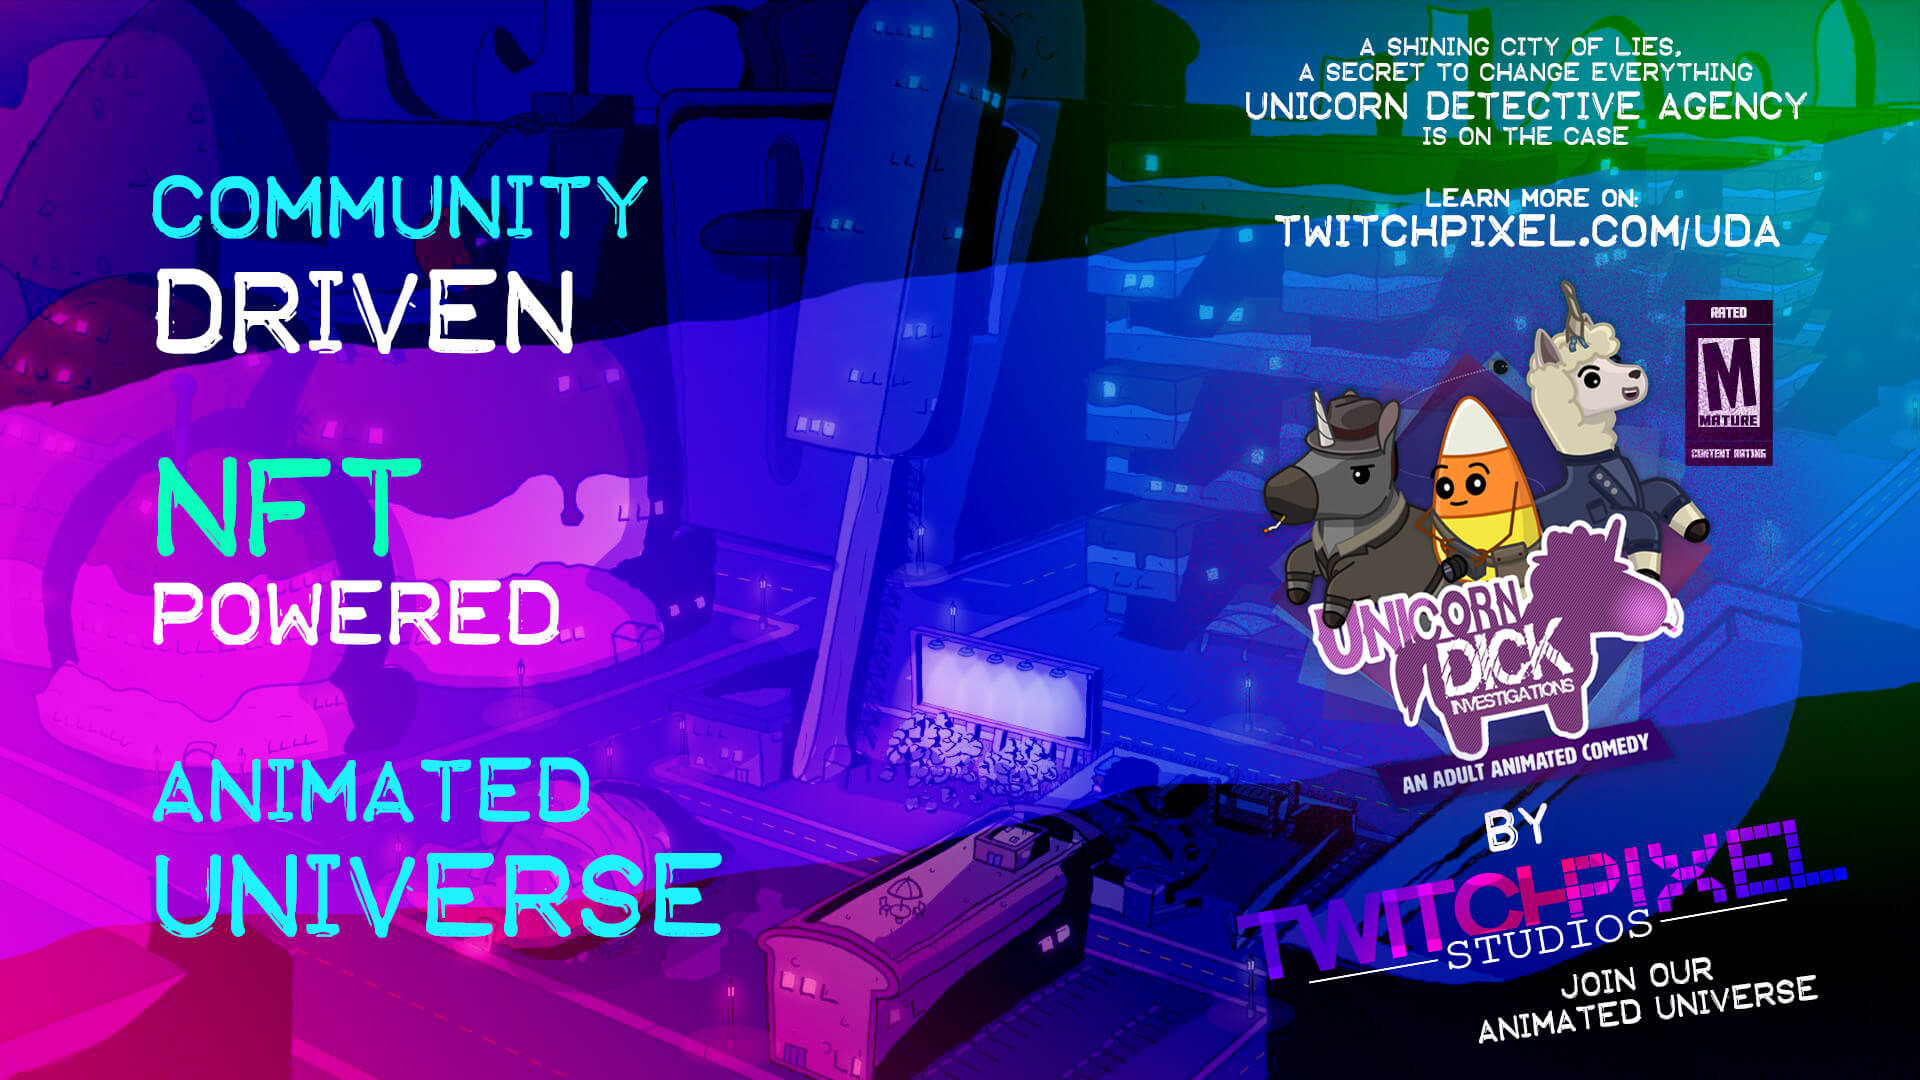 COMMUNITY
DRIVEN
NFT
POWERED
ANIMATED
UNIVERSE
A SHINING CITY OF LIES,
A SECRET TO CHANGE EVERYTHING
UNICORN DETECTIVE AGENCY
IS ON THE CASE
LEARN MORE ON:
TWITCHPIXEL.COM/UDA
RATED
M
MATURE
CONTENT RATING
UNICORN
DICK
INVESTIGATIONS
AN ADULT ANIMATED COMEDY
BY
TWITCHPIXEL
STUDIOS
JOIN OUR
ANIMATED UNIVERSE